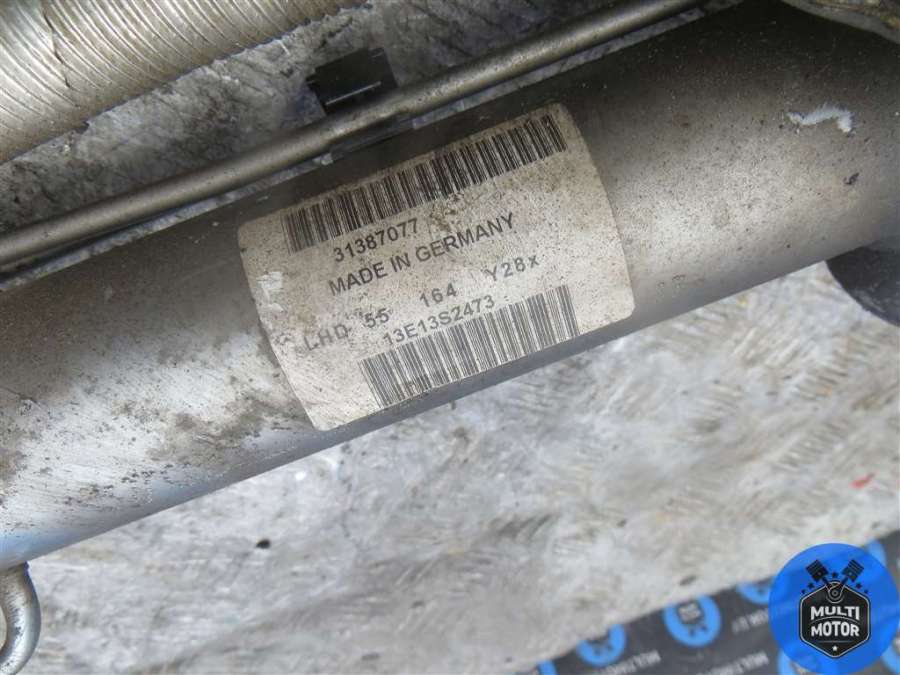 31387077
MADE IN GERMANY
LHD 55 164 Y28x
13E13S2473
MULTI
MOTOR